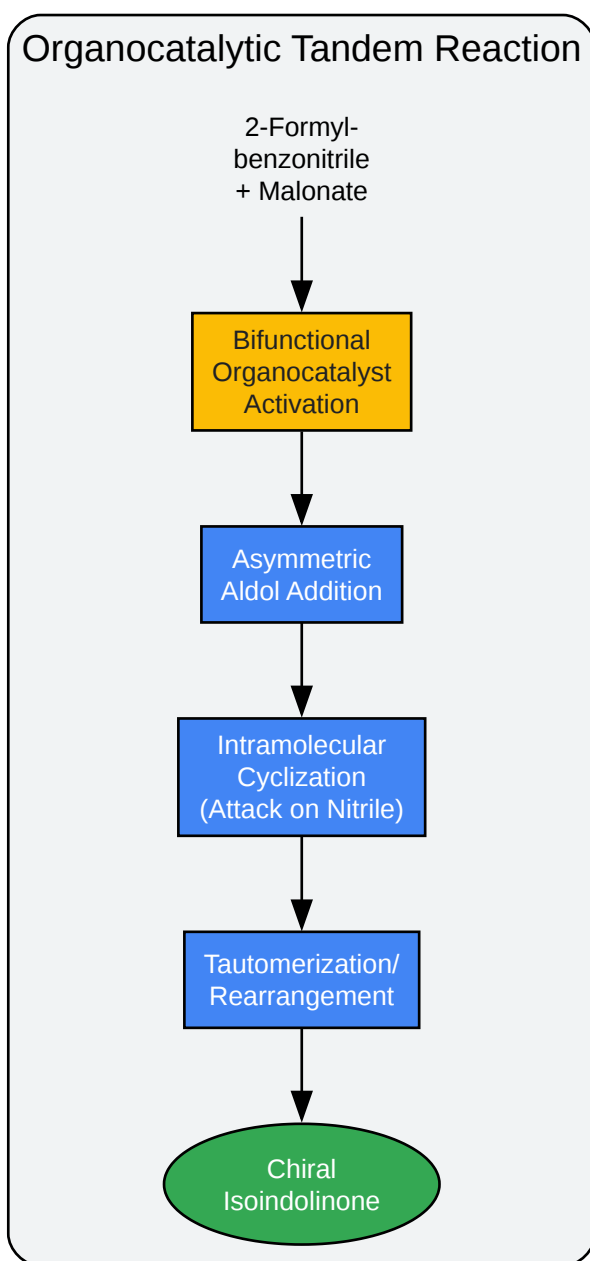 Organocatalytic Tandem Reaction
2-Formyl-
benzonitrile
+ Malonate
Bifunctional
Organocatalyst
Activation
Asymmetric
Aldol Addition
Intramolecular
Cyclization
(Attack on Nitrile)
Tautomerization/
Rearrangement
Chiral
Isoindolinone